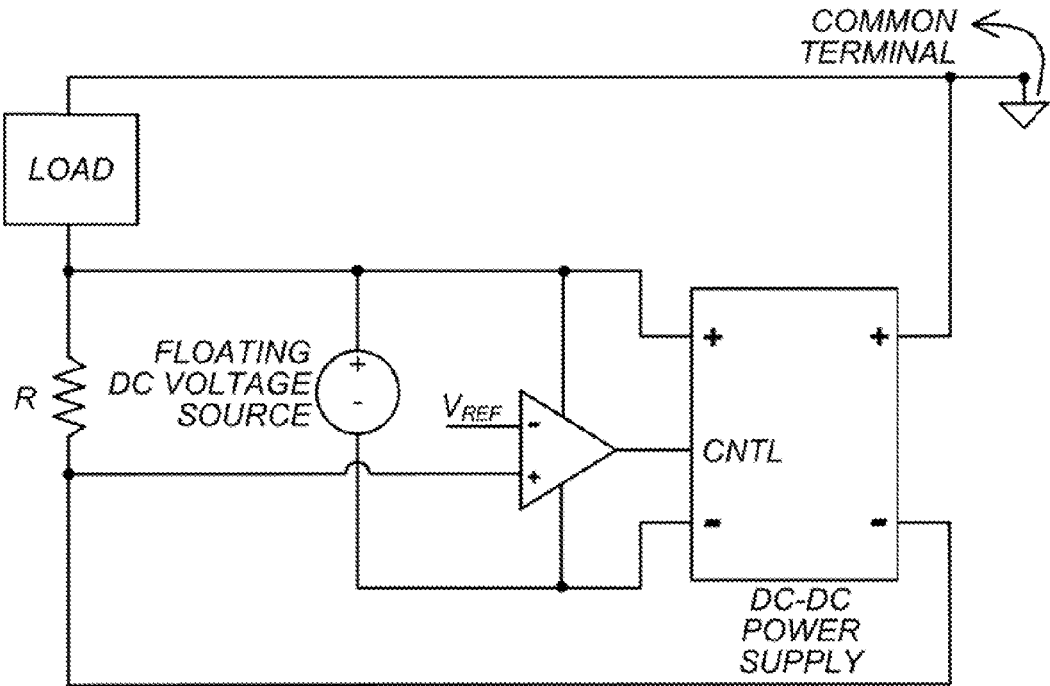 COMMON
TERMINAL
LOAD
+
+
FLOATING
DC VOLTAGE
SOURCE
+
-
R
VREF
-
+
CNTL
-
-
DC-DC
POWER
SUPPLY